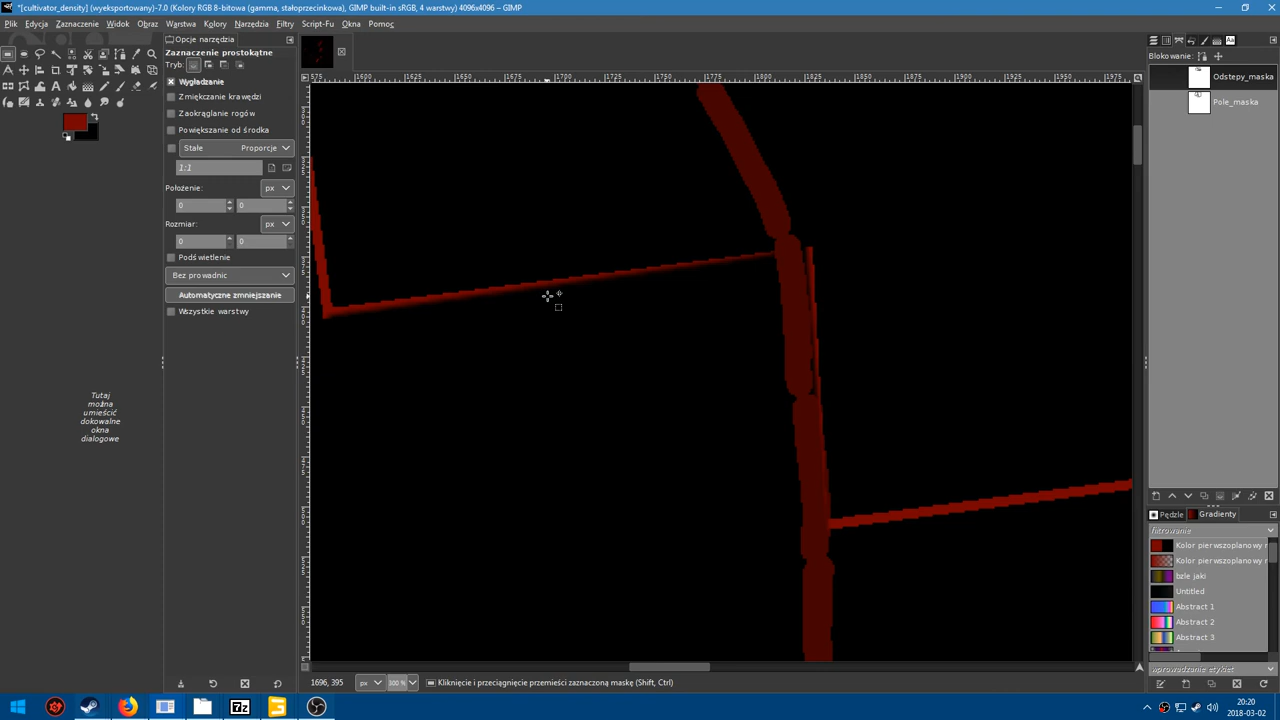 *[cultivator_density] (wyeksportowany)-7.0 (Kolory RGB 8-bitowa (gamma, stałoprzecinkowa), GIMP built-in sRGB, 4 warstwy) 4096x4096 – GIMP
Plik Edycja Zaznaczenie Widok Obraz Warstwa Kolory Narzędzia Filtry Script-Fu Okna Pomoc
Opcje narzędzia
Zaznaczenie prostokątne
Tryb:
Wygładzanie
Zmiękczanie krawędzi
Zaokrąglanie rogów
Powiększanie od środka
Stałe Proporcje
1:1
Położenie: px
0 0
Rozmiar: px
0 0
Podświetlenie
Bez prowadnic
Automatyczne zmniejszanie
Wszystkie warstwy
Tutaj
można
umieścić
dokowalne
okna
dialogowe
575 1600 1625 1650 1675 1700 1725 1750 1775 1800 1825 1850 1875 1900 1925 1950 1975
Blokowanie:
Odstepy_maska
Pole_maska
Pędzle Gradienty
filtrowanie
Kolor pierwszoplanowy
Kolor pierwszoplanowy
bzle jaki
Untitled
Abstract 1
Abstract 2
Abstract 3
wprowadzanie etykiet
1696, 395 px 300 % Kliknięcie i przeciągnięcie przemieści zaznaczoną maskę (Shift, Ctrl)
20:20
2018-03-02